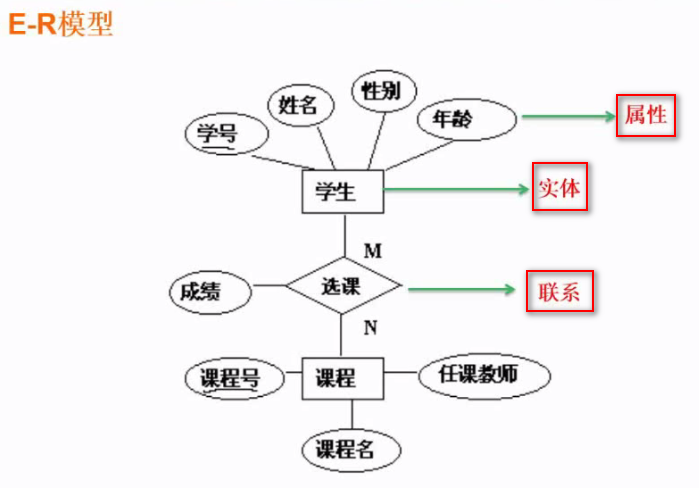 E-R模型
性别
姓名
年龄
属性
学号
学生
实体
M
成绩
选课
联系
N
课程号
课程
任课教师
课程名